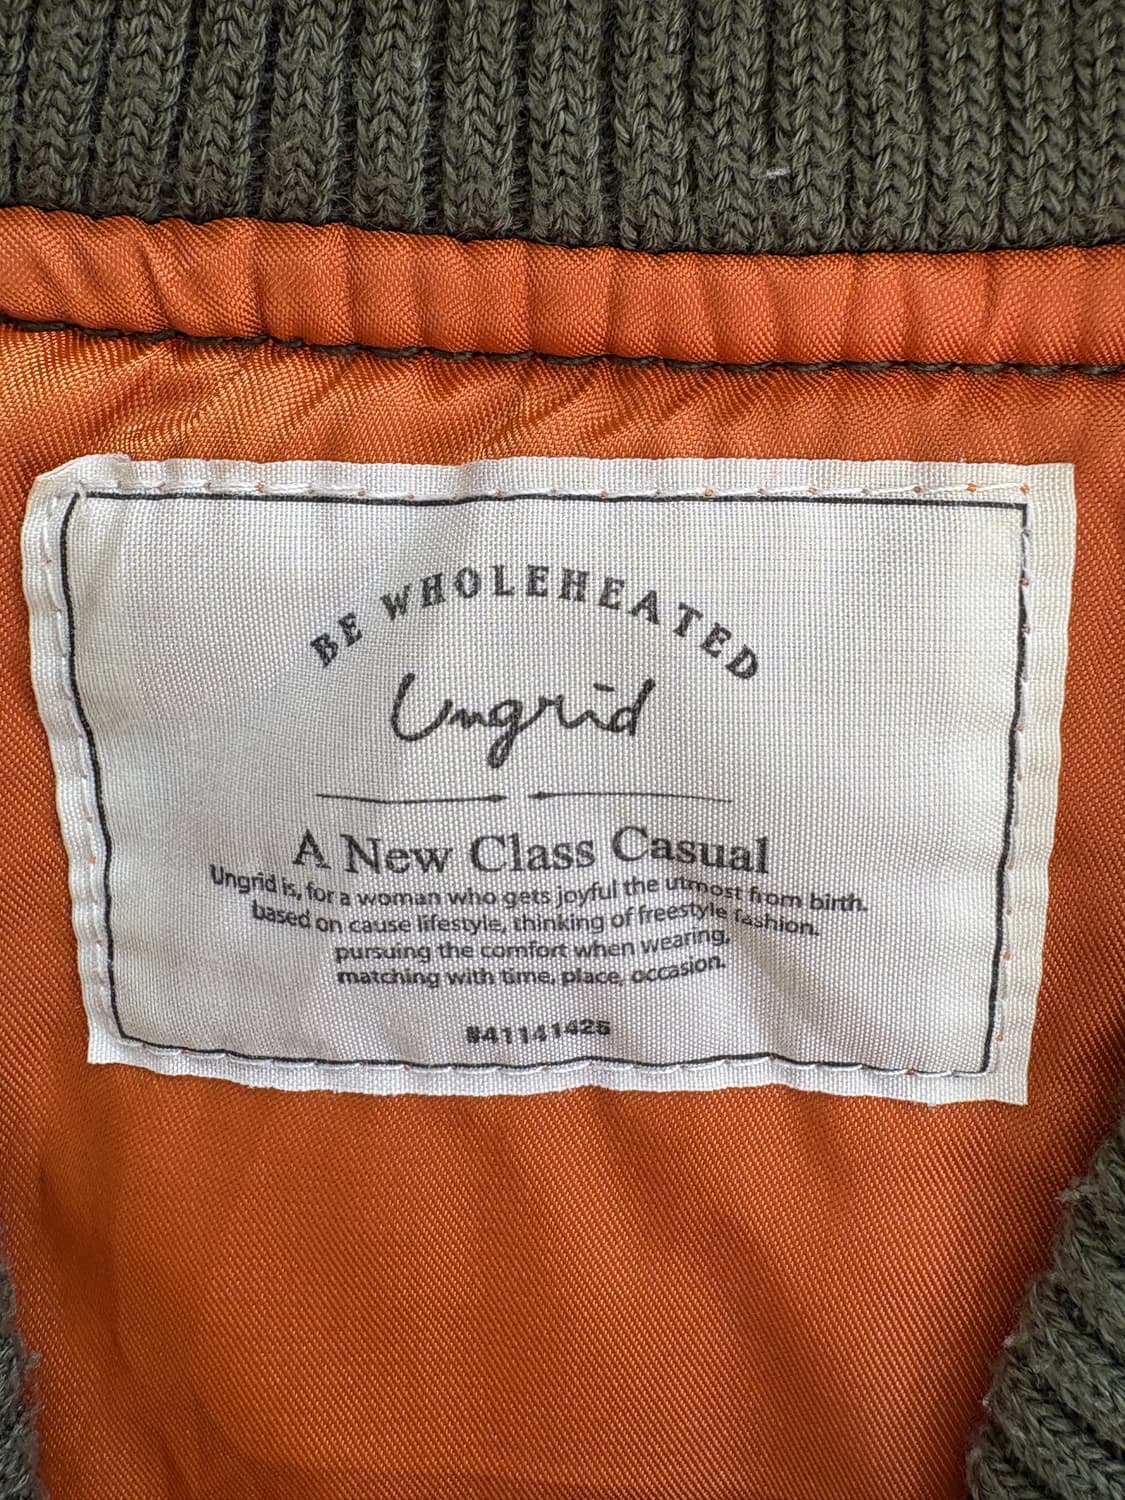 BE WHOLEHEATED
Ungrid
A New Class Casual
Ungrid is, for a woman who gets joyful the utmost from birth.
based on cause lifestyle, thinking of freestyle fashion.
pursuing the comfort when wearing,
matching with time, place, occasion.
#41141425